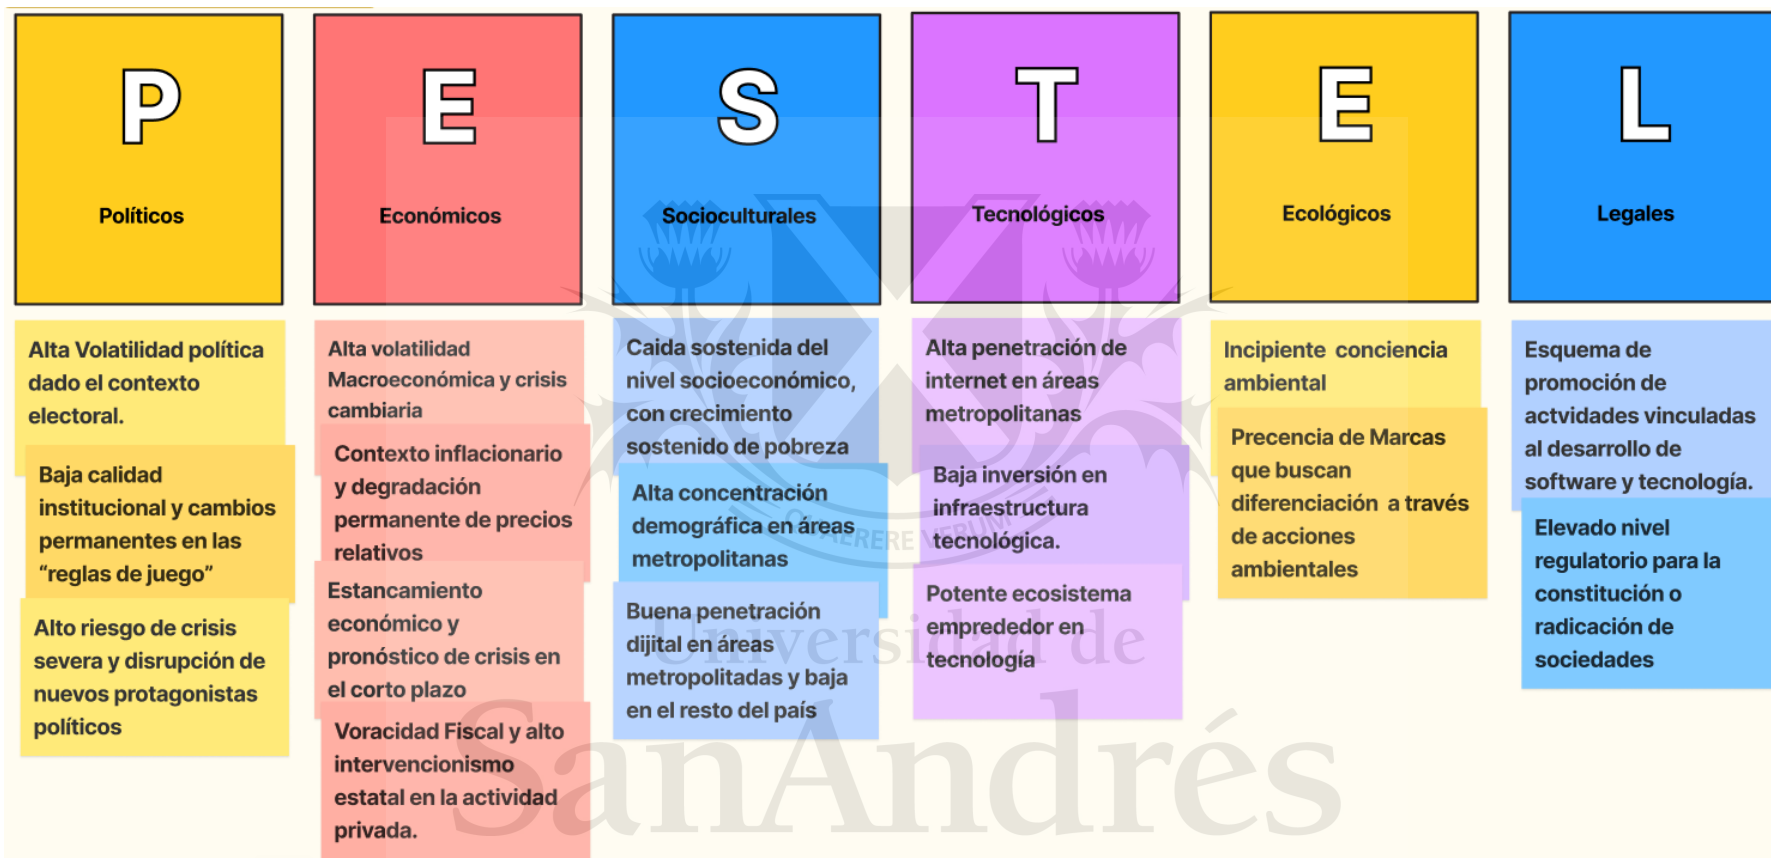 P
Políticos
Alta Volatilidad política
dado el contexto
electoral.
Baja calidad
institucional y cambios
permanentes en las
“reglas de juego”
Alto riesgo de crisis
severa y disrupción de
nuevos protagonistas
políticos
E
Económicos
Alta volatilidad
Macroeconómica y crisis
cambiaria
Contexto inflacionario
y degradación
permanente de precios
relativos
Estancamiento
económico y
pronóstico de crisis en
el corto plazo
Voracidad Fiscal y alto
intervencionismo
estatal en la actividad
privada.
S
Socioculturales
Caida sostenida del
nivel socioeconómico,
con crecimiento
sostenido de pobreza
Alta concentración
demográfica en áreas
metropolitanas
Buena penetración
dijital en áreas
metropolitadas y baja
en el resto del país
T
Tecnológicos
Alta penetración de
internet en áreas
metropolitanas
Baja inversión en
infraestructura
tecnológica.
Potente ecosistema
emprededor en
tecnología
E
Ecológicos
Incipiente conciencia
ambiental
Precencia de Marcas
que buscan
diferenciación a través
de acciones
ambientales
L
Legales
Esquema de
promoción de
actvidades vinculadas
al desarrollo de
software y tecnología.
Elevado nivel
regulatorio para la
constitución o
radicación de
sociedades
QUAERERE VERUM
Universidad de
SanAndrés